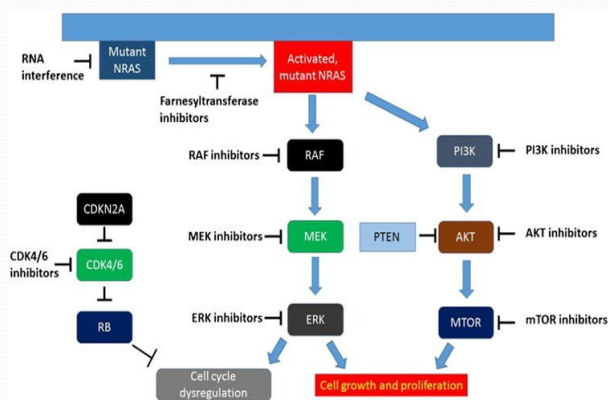 RNA
interference
Mutant
NRAS
Activated,
mutant NRAS
Farnesyltransferase
inhibitors
RAF inhibitors
RAF
PI3K
PI3K inhibitors
CDKN2A
MEK inhibitors
MEK
PTEN
AKT
AKT inhibitors
CDK4/6
inhibitors
CDK4/6
ERK inhibitors
ERK
MTOR
mTOR inhibitors
RB
Cell cycle
dysregulation
Cell growth and proliferation